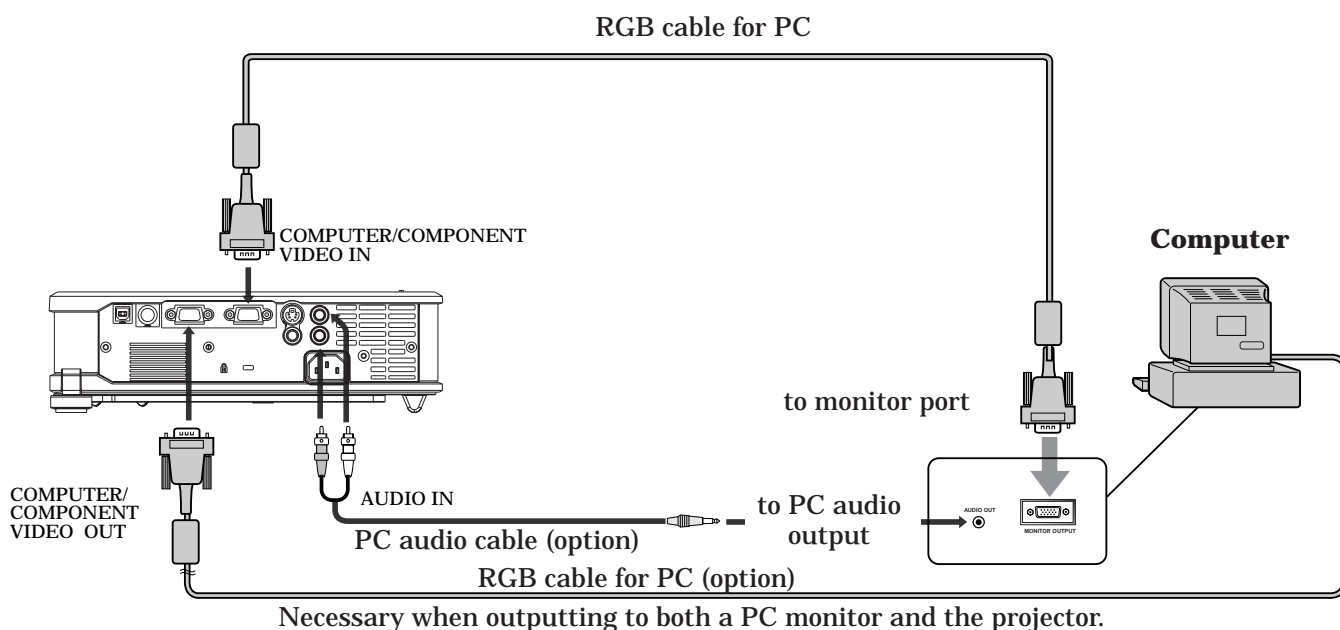 RGB cable for PC
COMPUTER/COMPONENT
VIDEO IN
Computer
to monitor port
COMPUTER/
COMPONENT
VIDEO OUT
AUDIO IN
to PC audio
output
AUDIO OUT
MONITOR OUTPUT
PC audio cable (option)
RGB cable for PC (option)
Necessary when outputting to both a PC monitor and the projector.